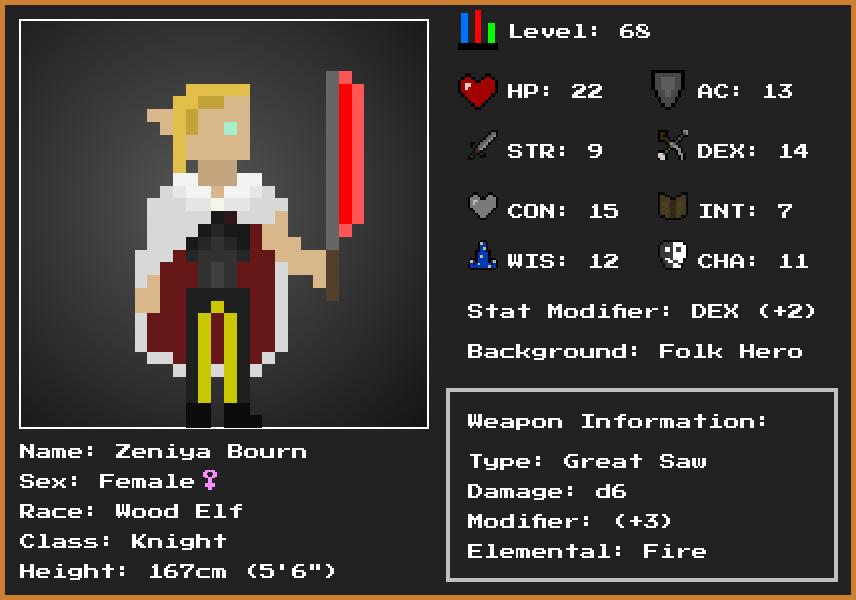 Level: 68
HP: 22 AC: 13
STR: 9 DEX: 14
CON: 15 INT: 7
WIS: 12 CHA: 11
Stat Modifier: DEX (+2)
Background: Folk Hero
Weapon Information:
Type: Great Saw
Damage: d6
Modifier: (+3)
Elemental: Fire
Name: Zeniya Bourn
Sex: Female♀
Race: Wood Elf
Class: Knight
Height: 167cm (5'6")